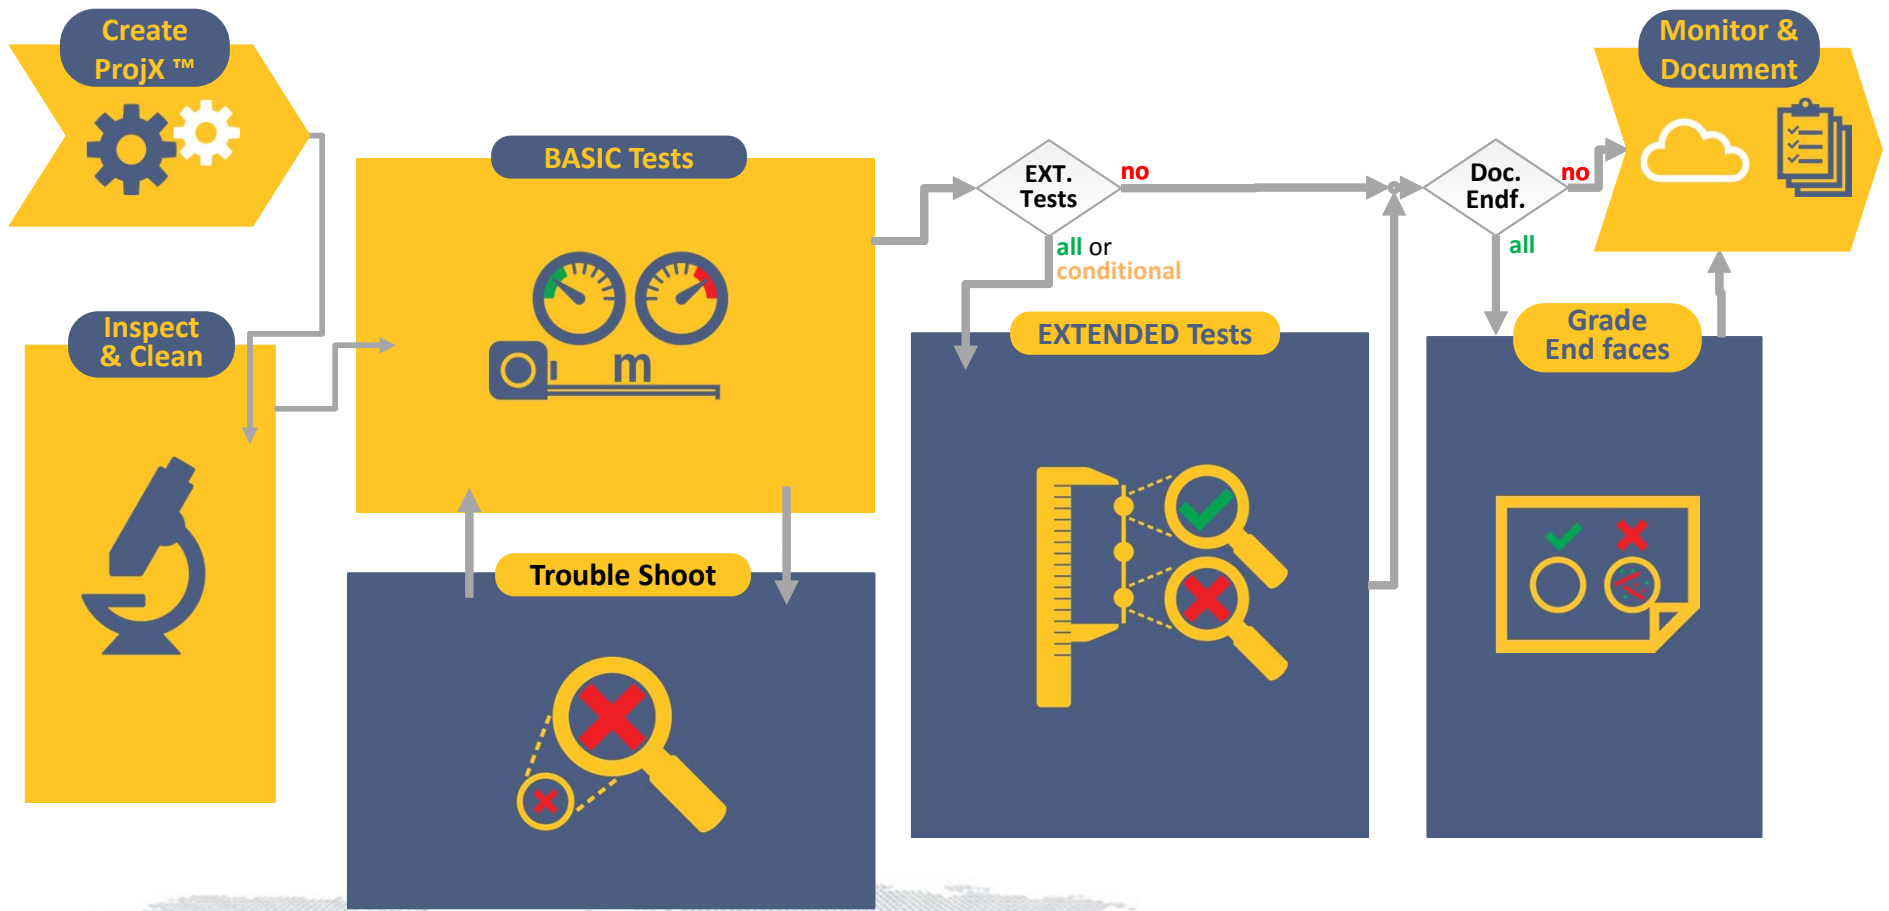 Create
ProjX ™
Inspect
& Clean
BASIC Tests
m
Trouble Shoot
EXT.
Tests
no
all or
conditional
EXTENDED Tests
Doc.
Endf.
no
all
Grade
End faces
Monitor &
Document